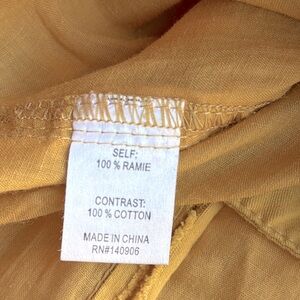 SELF:
100 % RAMIE
CONTRAST:
100 % COTTON
MADE IN CHINA
RN#140906